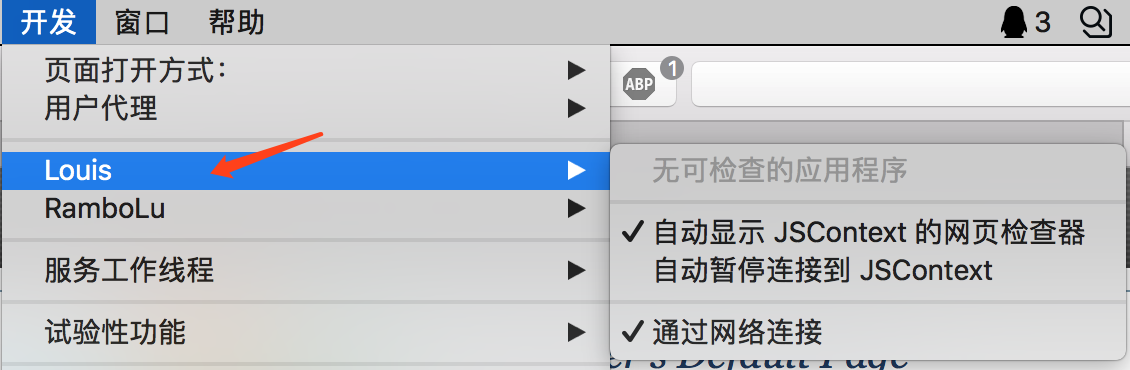 开发 窗口 帮助 3
页面打开方式：
用户代理
ABP 1
Louis
RamboLu
服务工作线程
试验性功能
无可检查的应用程序
自动显示 JSContext 的网页检查器
自动暂停连接到 JSContext
通过网络连接
er's Default Page